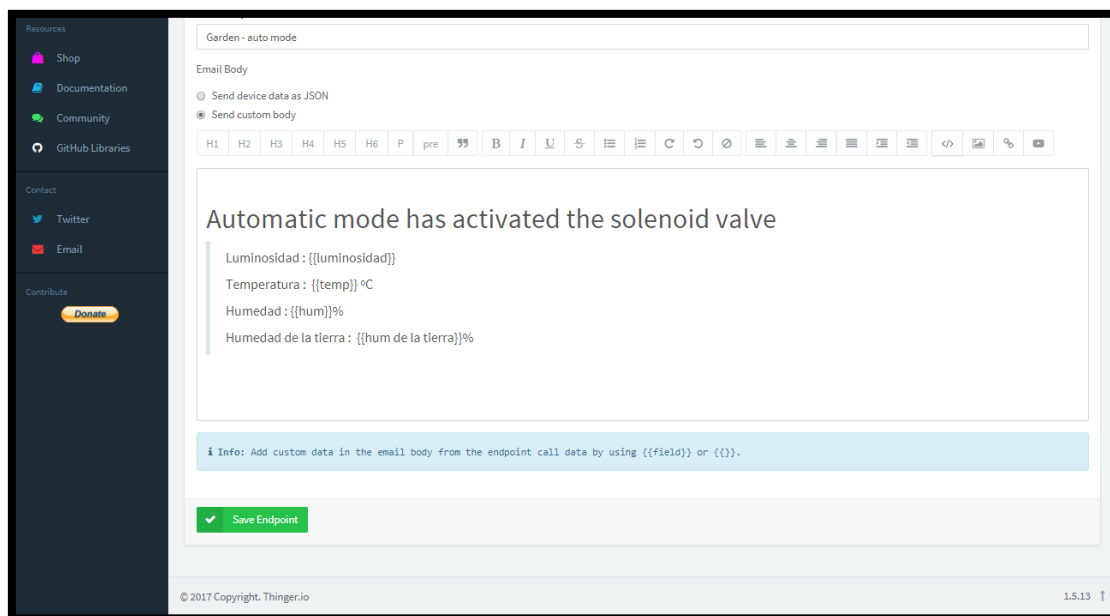 Resources
Shop
Documentation
Community
GitHub Libraries
Contact
Twitter
Email
Contribute
Donate
Garden - auto mode
Email Body
Send device data as JSON
Send custom body
H1 H2 H3 H4 H5 H6 P pre B I U S </>
Automatic mode has activated the solenoid valve
Luminosidad : {{luminosidad}}
Temperatura : {{temp}} ºC
Humedad : {{hum}}%
Humedad de la tierra : {{hum de la tierra}}%
Info: Add custom data in the email body from the endpoint call data by using {{field}} or {{}}.
Save Endpoint
© 2017 Copyright. Thinger.io
1.5.13